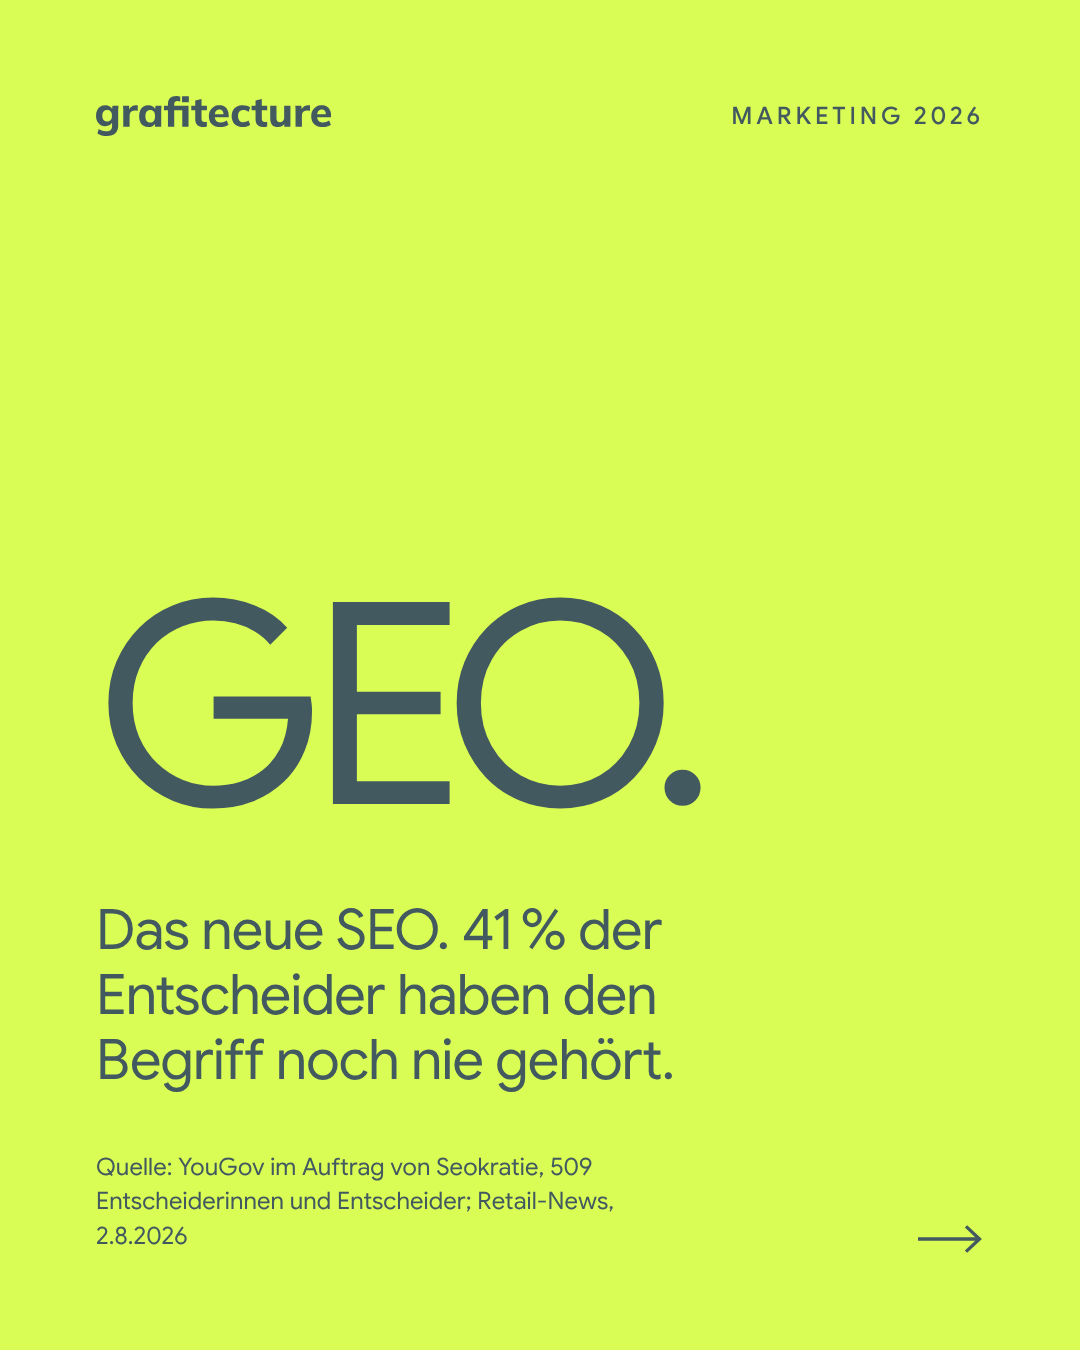 grafitecture
MARKETING 2026
GEO.
Das neue SEO. 41 % der
Entscheider haben den
Begriff noch nie gehört.
Quelle: YouGov im Auftrag von Seokratie, 509
Entscheiderinnen und Entscheider; Retail-News,
2.8.2026